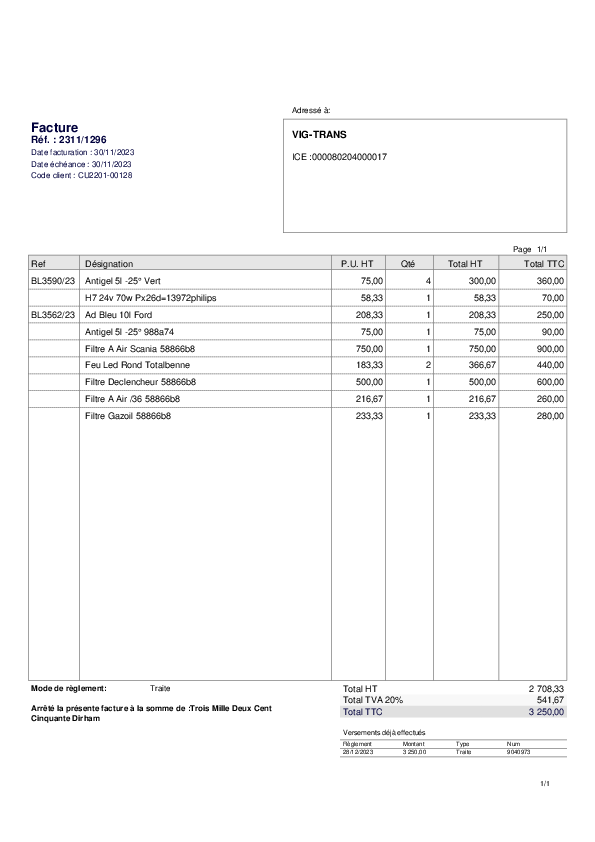 Adressé à:
Facture
Réf. : 2311/1296
Date facturation : 30/11/2023
Date échéance : 30/11/2023
Code client : CU2201-00128
VIG-TRANS
ICE :000080204000017
Page 1/1
Ref Désignation P.U. HT Qté Total HT Total TTC
BL3590/23 Antigel 5l -25° Vert 75,00 4 300,00 360,00
H7 24v 70w Px26d=13972philips 58,33 1 58,33 70,00
BL3562/23 Ad Bleu 10l Ford 208,33 1 208,33 250,00
Antigel 5l -25° 988a74 75,00 1 75,00 90,00
Filtre A Air Scania 58866b8 750,00 1 750,00 900,00
Feu Led Rond Totalbenne 183,33 2 366,67 440,00
Filtre Declencheur 58866b8 500,00 1 500,00 600,00
Filtre A Air /36 58866b8 216,67 1 216,67 260,00
Filtre Gazoil 58866b8 233,33 1 233,33 280,00
Mode de règlement: Traite
Arrêté la présente facture à la somme de :Trois Mille Deux Cent
Cinquante Dirham
Total HT 2 708,33
Total TVA 20% 541,67
Total TTC 3 250,00
Versements déjà effectués
Règlement Montant Type Num
28/12/2023 3 250,00 Traite 9040973
1/1